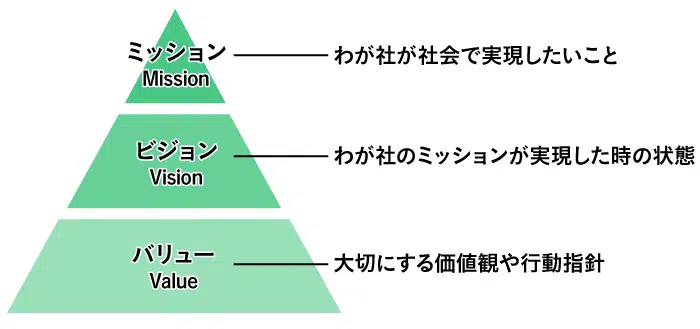 ミッション
Mission
わが社が社会で実現したいこと
ビジョン
Vision
わが社のミッションが実現した時の状態
バリュー
Value
大切にする価値観や行動指針